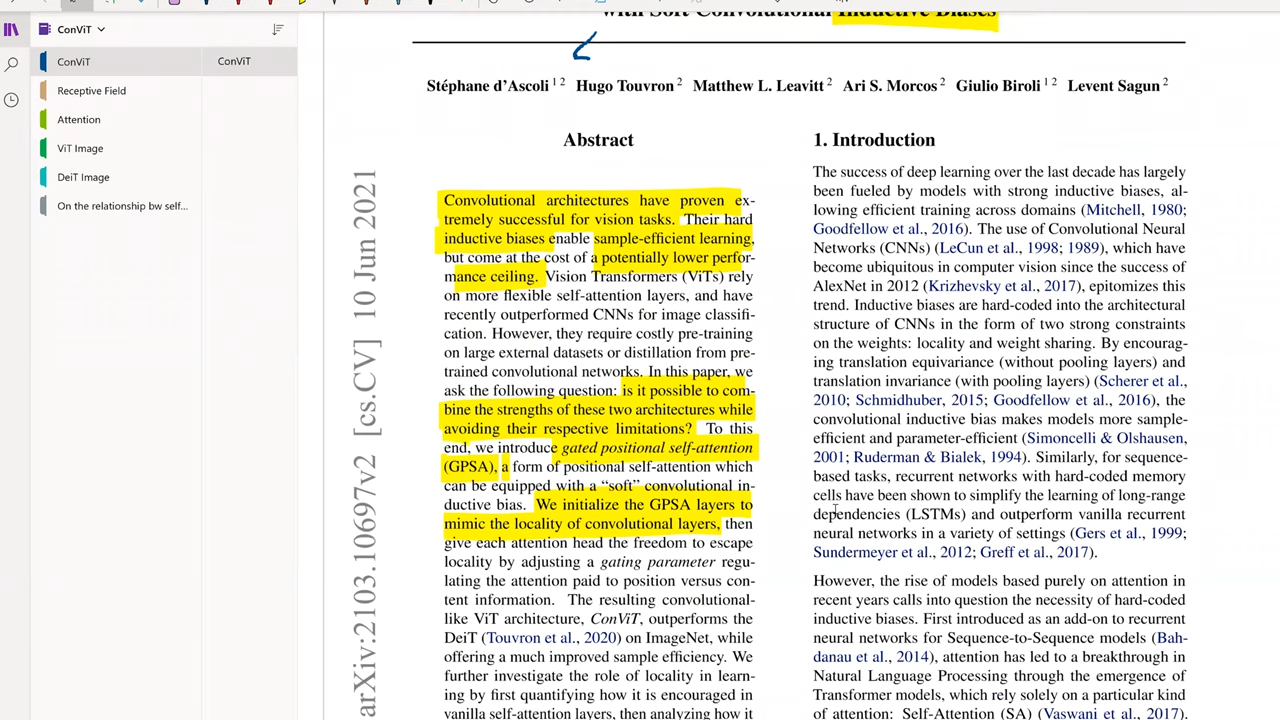 ConViT
ConViT
Receptive Field
Attention
ViT Image
DeiT Image
On the relationship bw self...
ConViT
with Soft Convolutional Inductive Biases
Stéphane d'Ascoli 1 2 Hugo Touvron 2 Matthew L. Leavitt 2 Ari S. Morcos 2 Giulio Biroli 1 2 Levent Sagun 2
arXiv:2103.10697v2 [cs.CV] 10 Jun 2021
Abstract
Convolutional architectures have proven ex-
tremely successful for vision tasks. Their hard
inductive biases enable sample-efficient learning,
but come at the cost of a potentially lower perfor-
mance ceiling. Vision Transformers (ViTs) rely
on more flexible self-attention layers, and have
recently outperformed CNNs for image classifi-
cation. However, they require costly pre-training
on large external datasets or distillation from pre-
trained convolutional networks. In this paper, we
ask the following question: is it possible to com-
bine the strengths of these two architectures while
avoiding their respective limitations? To this
end, we introduce gated positional self-attention
(GPSA), a form of positional self-attention which
can be equipped with a “soft” convolutional in-
ductive bias. We initialize the GPSA layers to
mimic the locality of convolutional layers, then
give each attention head the freedom to escape
locality by adjusting a gating parameter regu-
lating the attention paid to position versus con-
tent information. The resulting convolutional-
like ViT architecture, ConViT, outperforms the
DeiT (Touvron et al., 2020) on ImageNet, while
offering a much improved sample efficiency. We
further investigate the role of locality in learn-
ing by first quantifying how it is encouraged in
vanilla self-attention layers, then analyzing how it
1. Introduction
The success of deep learning over the last decade has largely
been fueled by models with strong inductive biases, al-
lowing efficient training across domains (Mitchell, 1980;
Goodfellow et al., 2016). The use of Convolutional Neural
Networks (CNNs) (LeCun et al., 1998; 1989), which have
become ubiquitous in computer vision since the success of
AlexNet in 2012 (Krizhevsky et al., 2017), epitomizes this
trend. Inductive biases are hard-coded into the architectural
structure of CNNs in the form of two strong constraints
on the weights: locality and weight sharing. By encourag-
ing translation equivariance (without pooling layers) and
translation invariance (with pooling layers) (Scherer et al.,
2010; Schmidhuber, 2015; Goodfellow et al., 2016), the
convolutional inductive bias makes models more sample-
efficient and parameter-efficient (Simoncelli & Olshausen,
2001; Ruderman & Bialek, 1994). Similarly, for sequence-
based tasks, recurrent networks with hard-coded memory
cells have been shown to simplify the learning of long-range
dependencies (LSTMs) and outperform vanilla recurrent
neural networks in a variety of settings (Gers et al., 1999;
Sundermeyer et al., 2012; Greff et al., 2017).
However, the rise of models based purely on attention in
recent years calls into question the necessity of hard-coded
inductive biases. First introduced as an add-on to recurrent
neural networks for Sequence-to-Sequence models (Bah-
danau et al., 2014), attention has led to a breakthrough in
Natural Language Processing through the emergence of
Transformer models, which rely solely on a particular kind
of attention: Self-Attention (SA) (Vaswani et al., 2017).